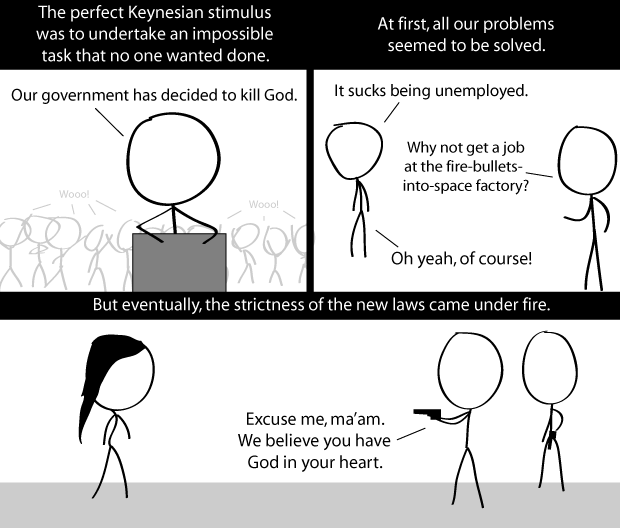 The perfect Keynesian stimulus
was to undertake an impossible
task that no one wanted done.
Our government has decided to kill God.
Wooo!
Wooo!
At first, all our problems
seemed to be solved.
It sucks being unemployed.
Why not get a job
at the fire-bullets-
into-space factory?
Oh yeah, of course!
But eventually, the strictness of the new laws came under fire.
Excuse me, ma'am.
We believe you have
God in your heart.